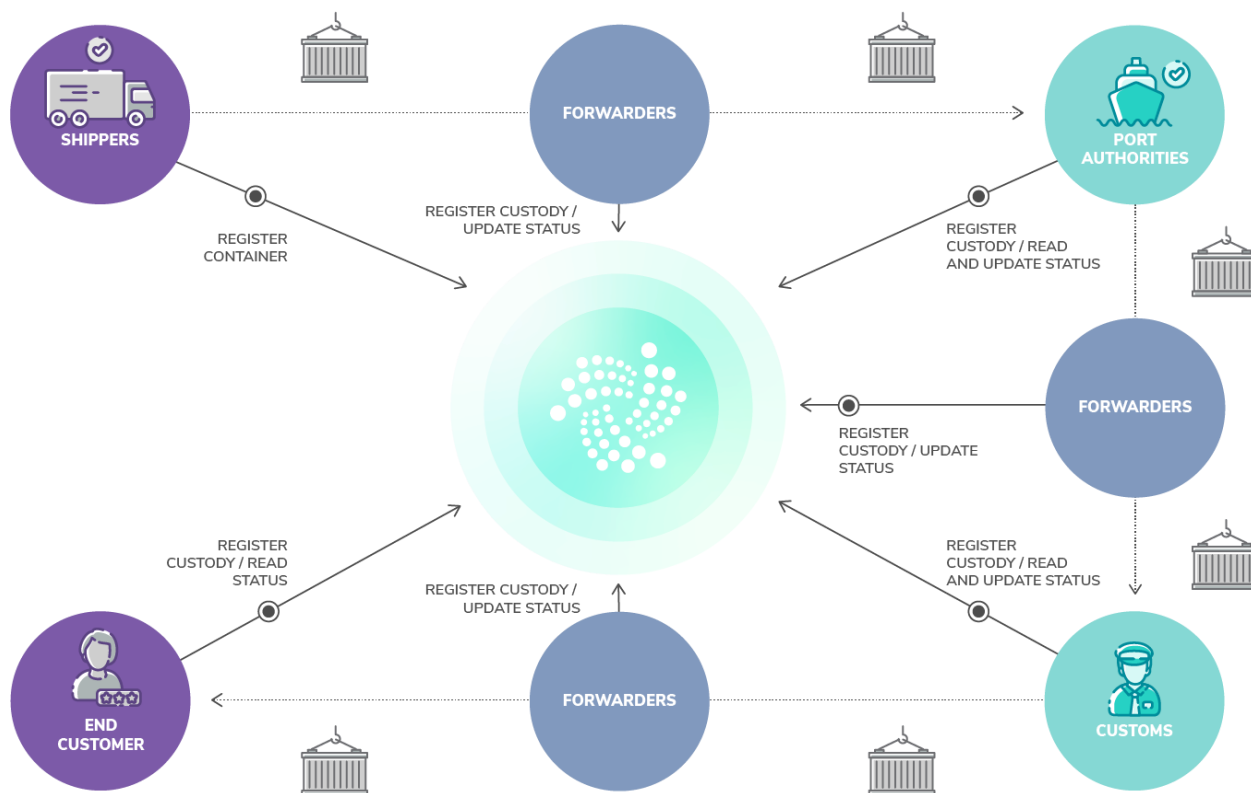 SHIPPERS
FORWARDERS
PORT
AUTHORITIES
REGISTER
CONTAINER
REGISTER CUSTODY /
UPDATE STATUS
REGISTER
CUSTODY / READ
AND UPDATE STATUS
FORWARDERS
REGISTER
CUSTODY / UPDATE
STATUS
REGISTER
CUSTODY / READ
STATUS
REGISTER CUSTODY /
UPDATE STATUS
REGISTER
CUSTODY / READ
AND UPDATE STATUS
END
CUSTOMER
FORWARDERS
CUSTOMS